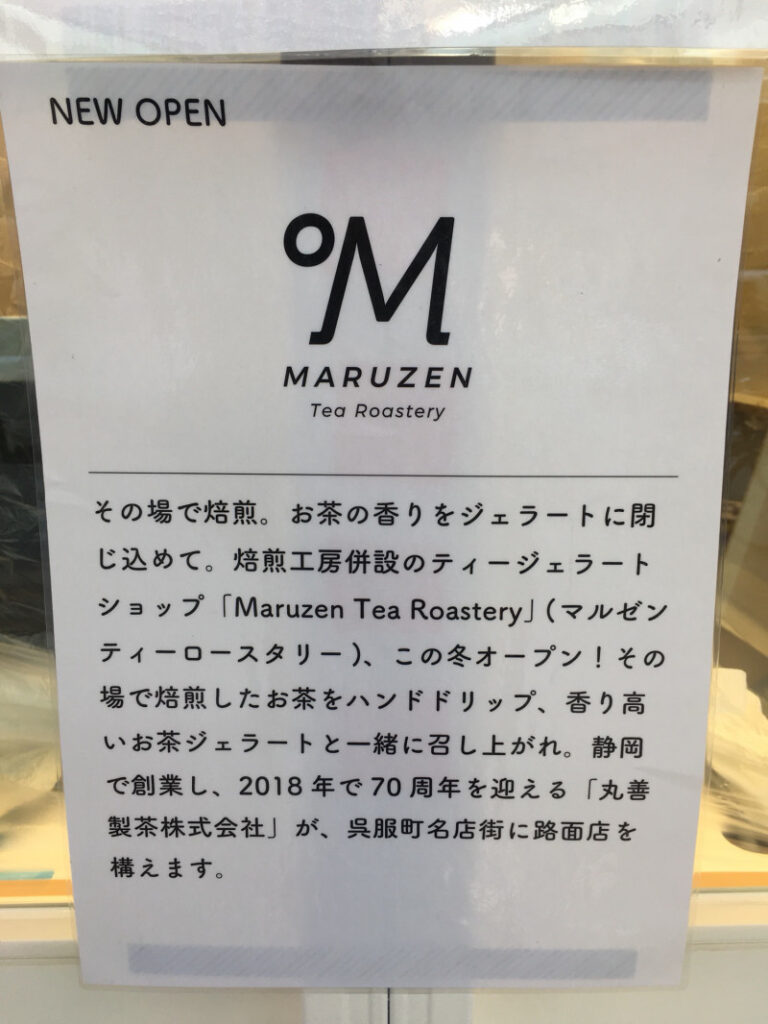 NEW OPEN
°M
MARUZEN
Tea Roastery
その場で焙煎。お茶の香りをジェラートに閉
じ込めて。焙煎工房併設のティージェラート
ショップ「Maruzen Tea Roastery」(マルゼン
ティーロースタリー)、この冬オープン！その
場で焙煎したお茶をハンドドリップ、香り高
いお茶ジェラートと一緒に召し上がれ。静岡
で創業し、2018 年で 70 周年を迎える「丸善
製茶株式会社」が、呉服町名店街に路面店を
構えます。